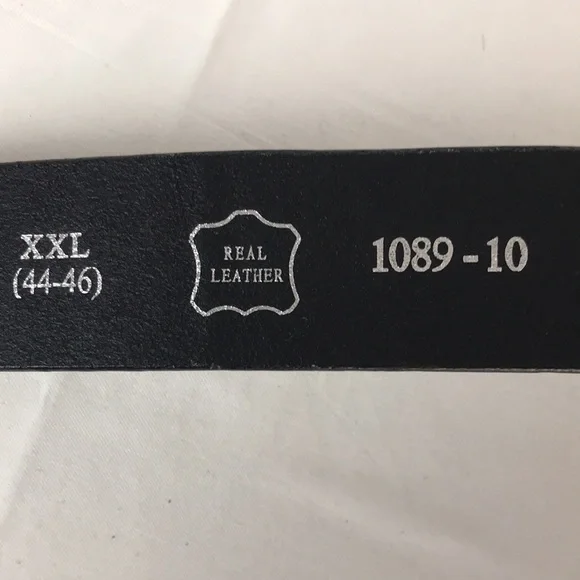 XXL
(44-46)
REAL
LEATHER
1089 - 10